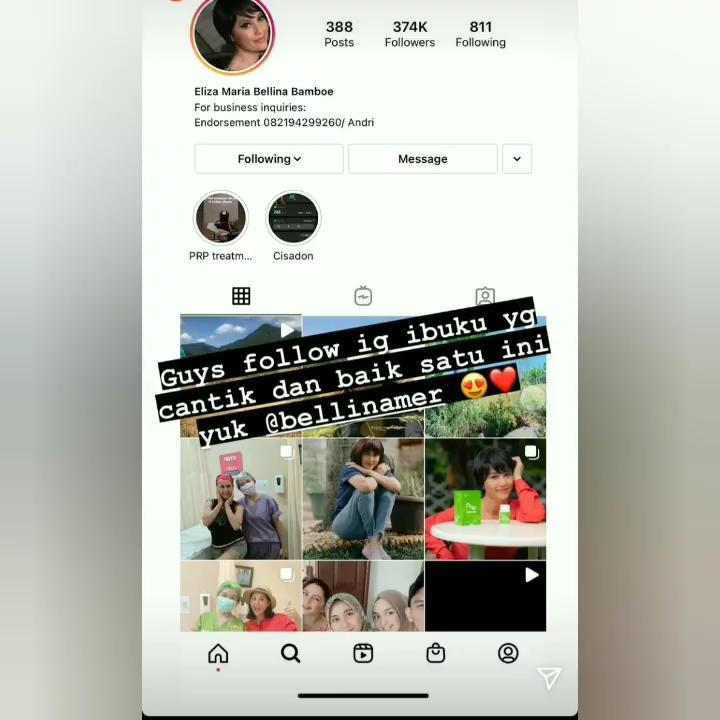 388
Posts
374K
Followers
811
Following
Eliza Maria Bellina Bamboe
For business inquiries:
Endorsement 082194299260/ Andri
Following
Message
PRP treatm...
Cisadon
Guys follow ig ibuku yg
cantik dan baik satu ini
yuk @bellinamer 😍❤️